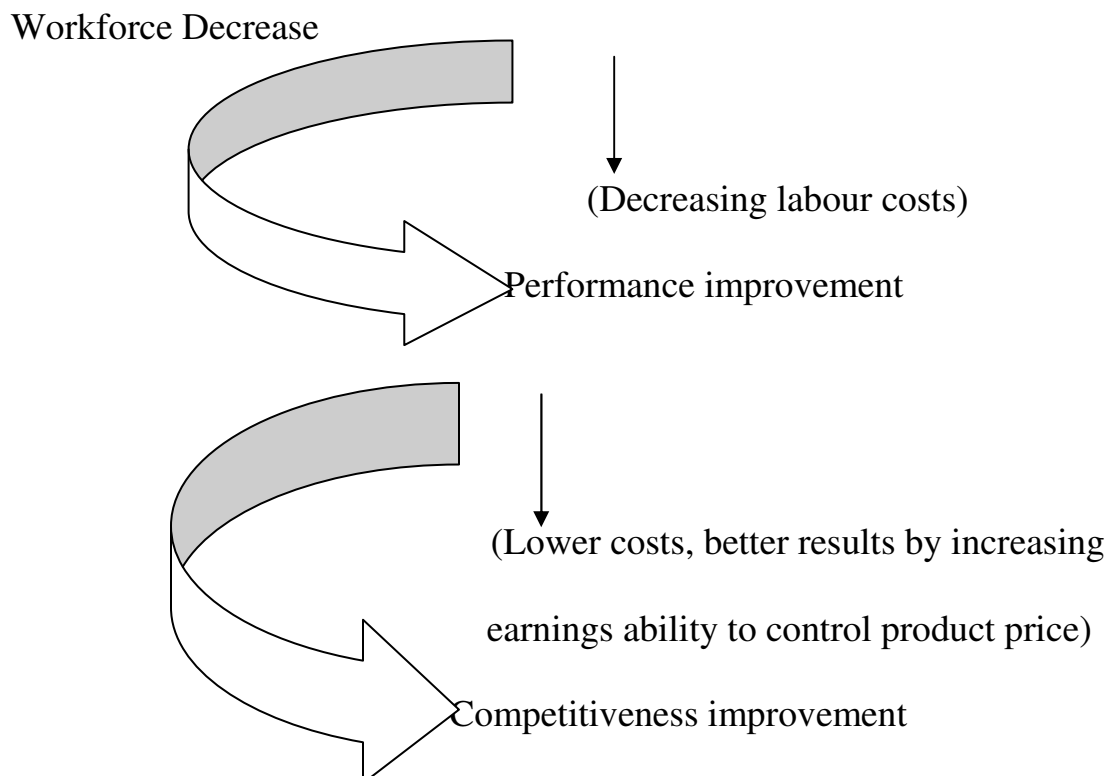 Workforce Decrease
(Decreasing labour costs)
Performance improvement
(Lower costs, better results by increasing
earnings ability to control product price)
Competitiveness improvement